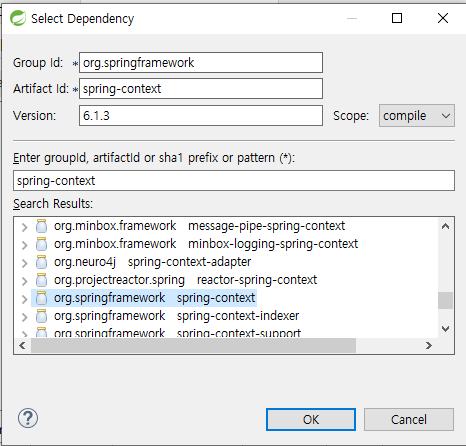 Select Dependency
Group Id: * org.springframework
Artifact Id: * spring-context
Version: 6.1.3 Scope: compile
Enter groupId, artifactId or sha1 prefix or pattern (*):
spring-context
Search Results:
org.minbox.framework message-pipe-spring-context
org.minbox.framework minbox-logging-spring-context
org.neuro4j spring-context-adapter
org.projectreactor.spring reactor-spring-context
org.springframework spring-context
org.springframework spring-context-indexer
org.springframework spring-context-support
OK Cancel